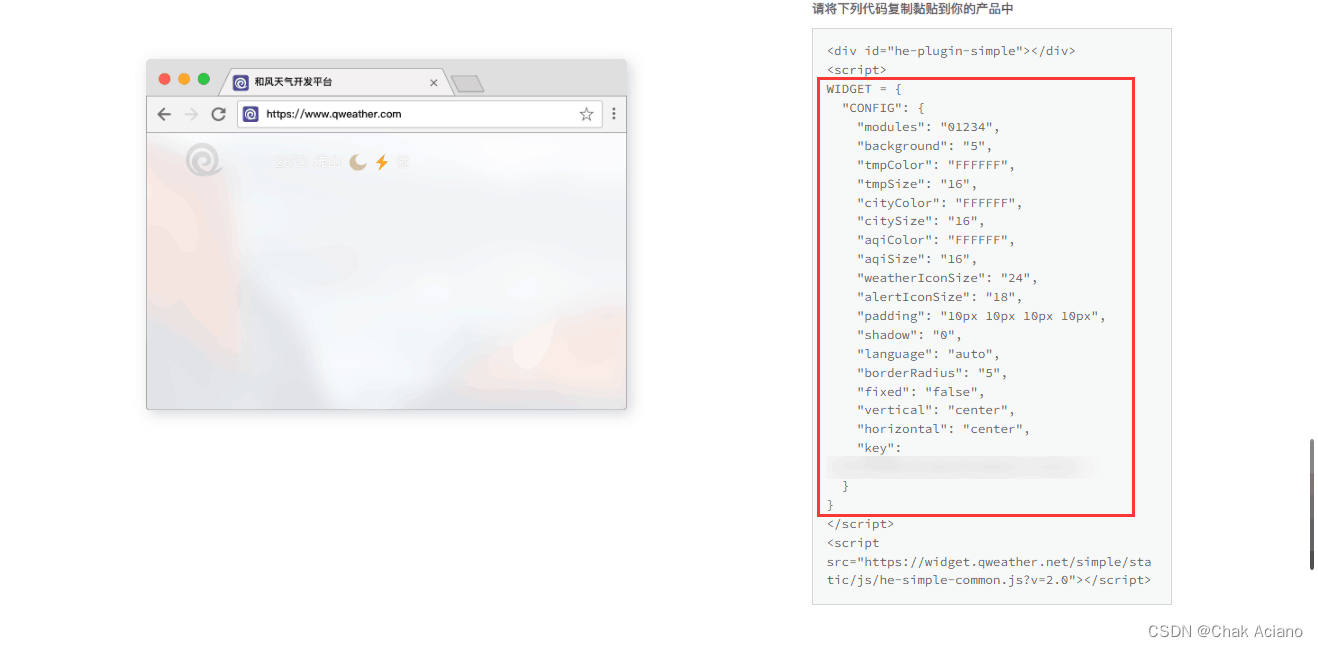 请将下列代码复制黏贴到你的产品中
和风天气开发平台
https://www.qweather.com
<div id="he-plugin-simple"></div>
<script>
WIDGET = {
  "CONFIG": {
    "modules": "01234",
    "background": "5",
    "tmpColor": "FFFFFF",
    "tmpSize": "16",
    "cityColor": "FFFFFF",
    "citySize": "16",
    "aqiColor": "FFFFFF",
    "aqiSize": "16",
    "weatherIconSize": "24",
    "alertIconSize": "18",
    "padding": "10px 10px 10px 10px",
    "shadow": "0",
    "language": "auto",
    "borderRadius": "5",
    "fixed": "false",
    "vertical": "center",
    "horizontal": "center",
    "key":
  }
}
</script>
<script
src="https://widget.qweather.net/simple/sta
tic/js/he-simple-common.js?v=2.0"></script>
CSDN @Chak Aciano